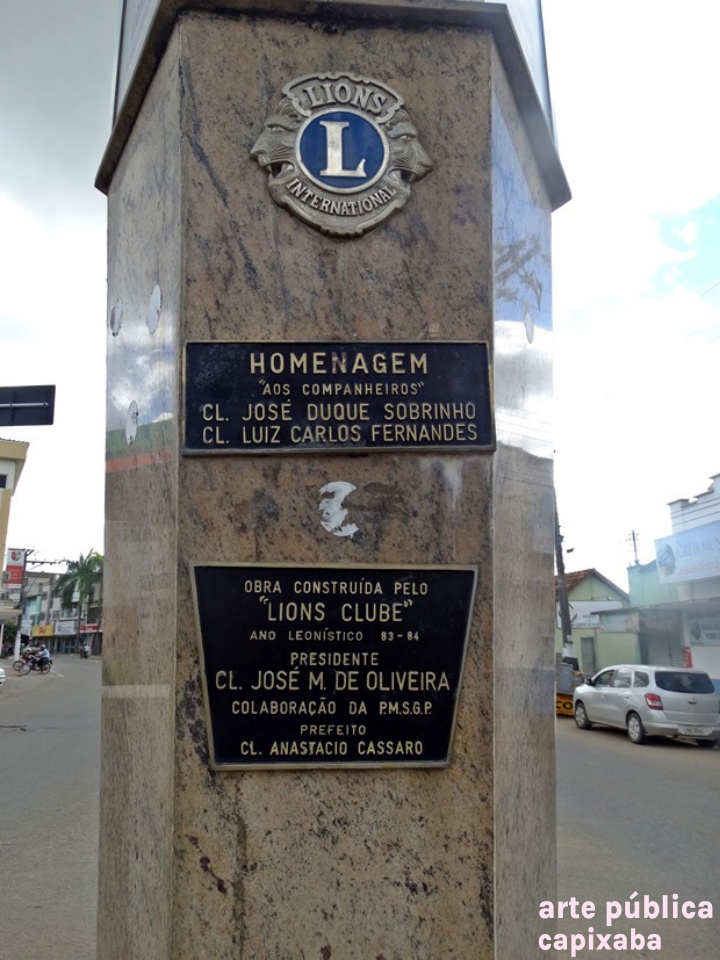 LIONS
L
INTERNATIONAL
HOMENAGEM
"AOS COMPANHEIROS"
CL. JOSÉ DUQUE SOBRINHO
CL. LUIZ CARLOS FERNANDES
OBRA CONSTRUÍDA PELO
"LIONS CLUBE"
ANO LEONÍSTICO 83-84
PRESIDENTE
CL. JOSÉ M. DE OLIVEIRA
COLABORAÇÃO DA P.M.S.G.P.
PREFEITO
CL. ANASTACIO CASSARO
arte pública
capixaba